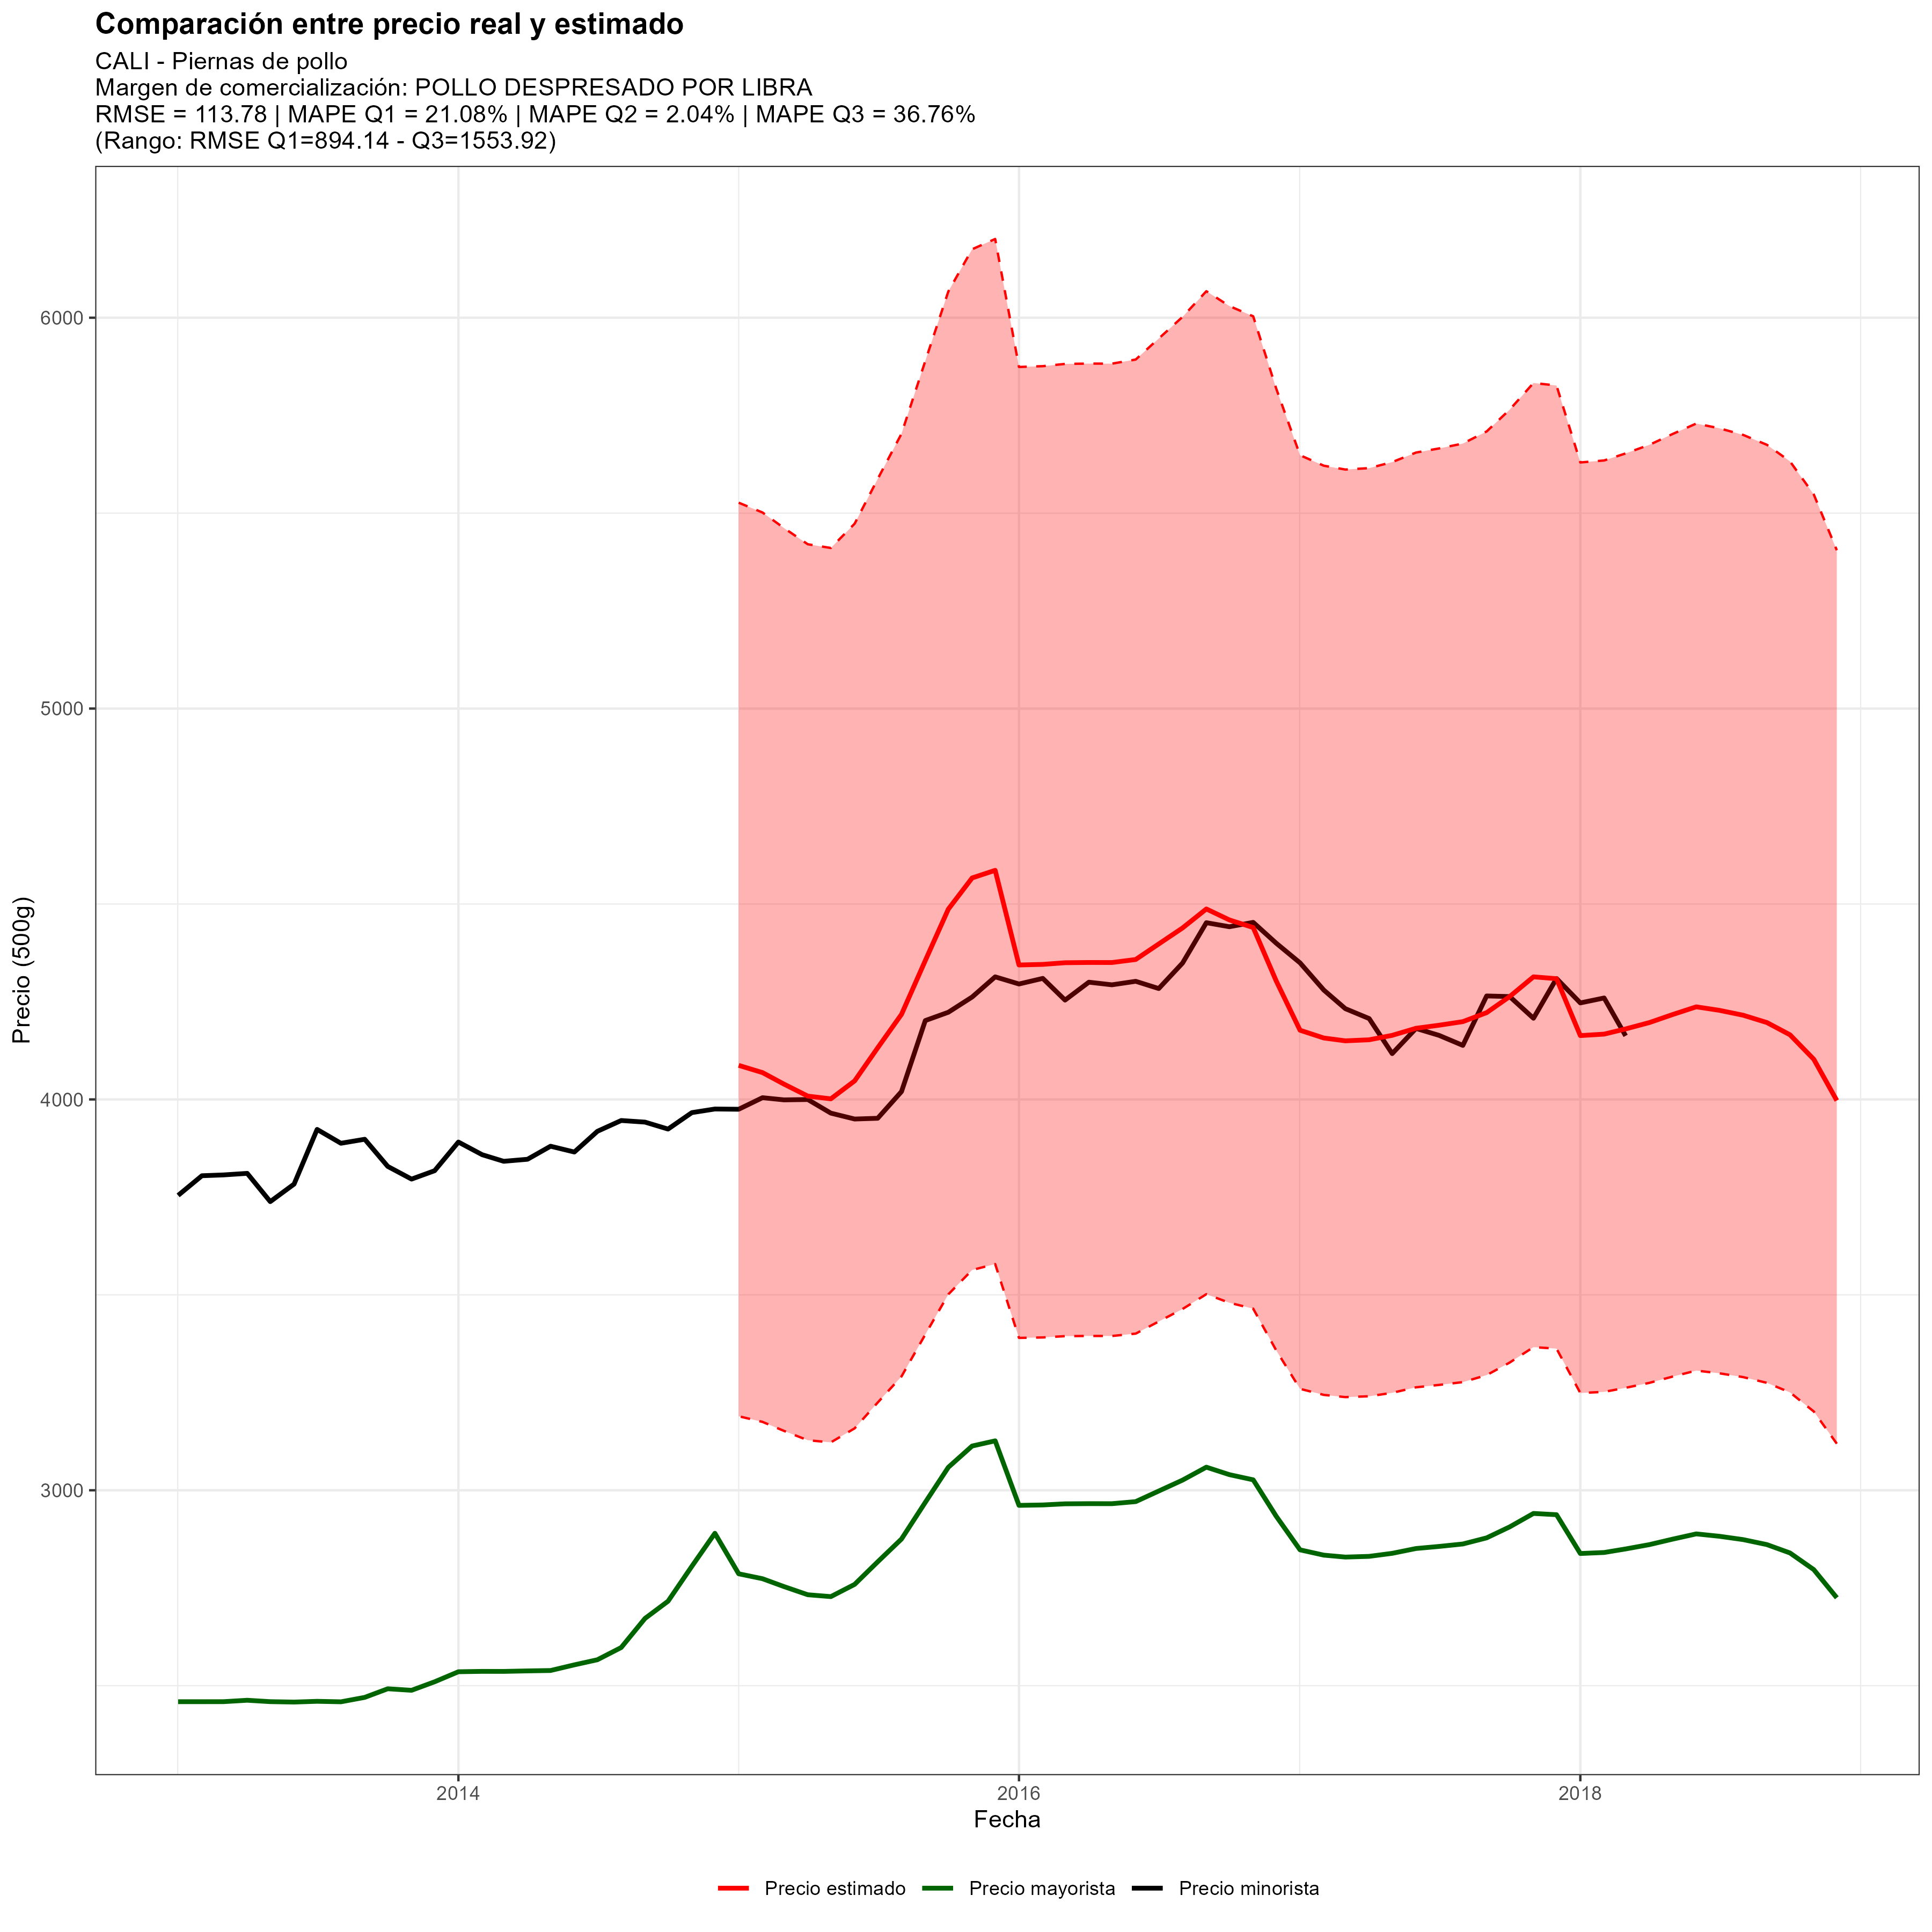 Comparación entre precio real y estimado
CALI - Piernas de pollo
Margen de comercialización: POLLO DESPRESADO POR LIBRA
RMSE = 113.78 | MAPE Q1 = 21.08% | MAPE Q2 = 2.04% | MAPE Q3 = 36.76%
(Rango: RMSE Q1=894.14 - Q3=1553.92)
Precio (500g)
6000
5000
4000
3000
2014
2016
2018
Fecha
Precio estimado
Precio mayorista
Precio minorista